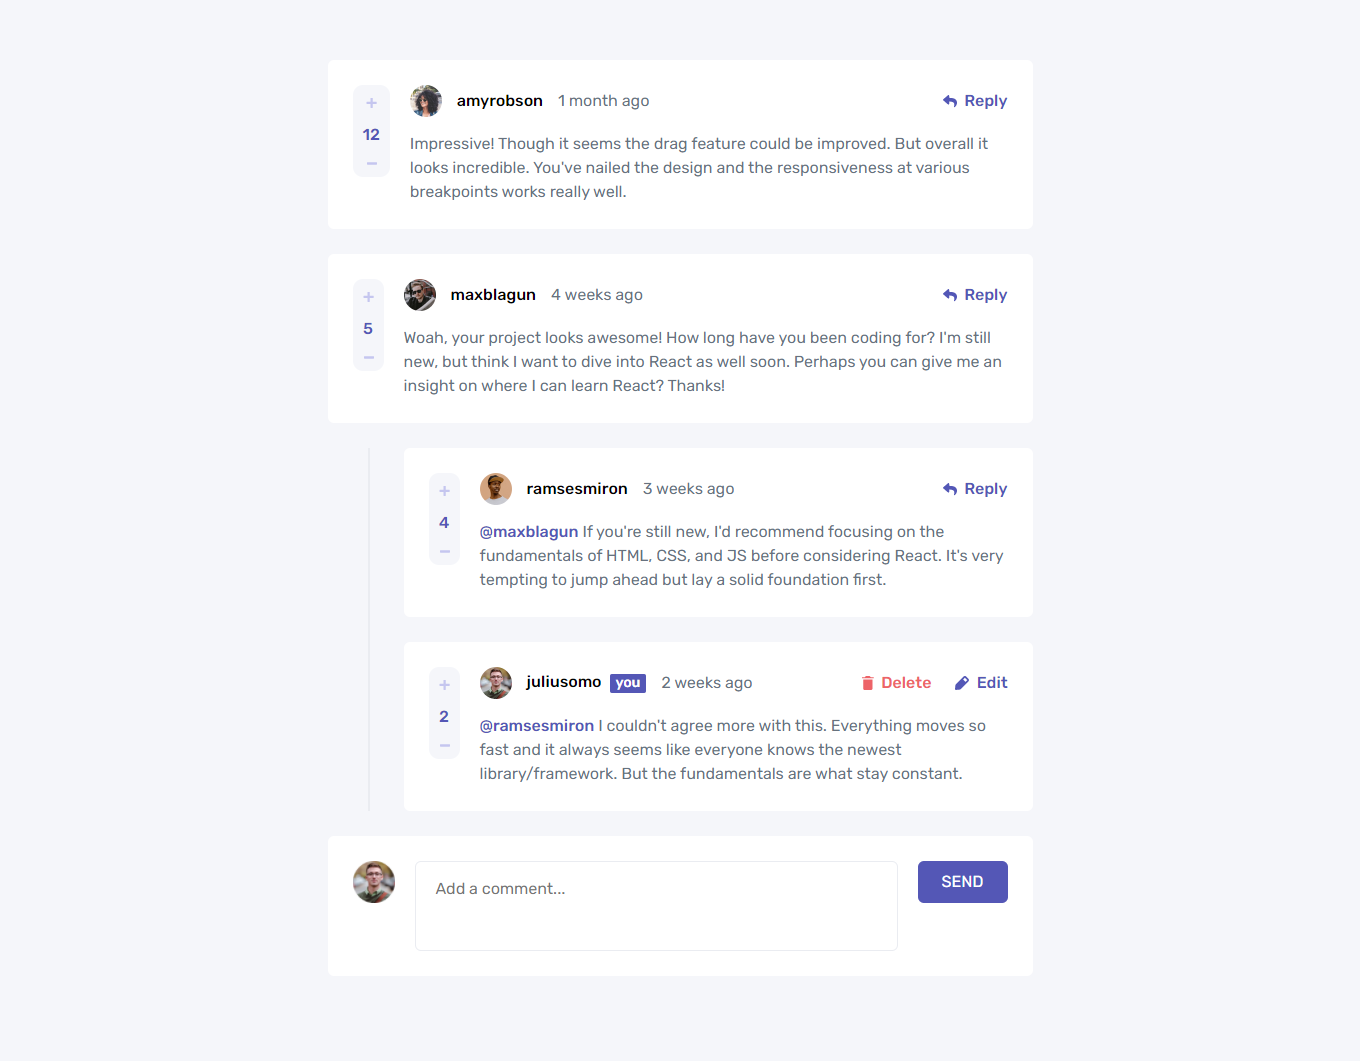 +
12
−
amyrobson 1 month ago
Reply
Impressive! Though it seems the drag feature could be improved. But overall it
looks incredible. You've nailed the design and the responsiveness at various
breakpoints works really well.
+
5
−
maxblagun 4 weeks ago
Reply
Woah, your project looks awesome! How long have you been coding for? I'm still
new, but think I want to dive into React as well soon. Perhaps you can give me an
insight on where I can learn React? Thanks!
+
4
−
ramsesmiron 3 weeks ago
Reply
@maxblagun If you're still new, I'd recommend focusing on the
fundamentals of HTML, CSS, and JS before considering React. It's very
tempting to jump ahead but lay a solid foundation first.
+
2
−
juliusomo you 2 weeks ago
Delete Edit
@ramsesmiron I couldn't agree more with this. Everything moves so
fast and it always seems like everyone knows the newest
library/framework. But the fundamentals are what stay constant.
Add a comment...
SEND